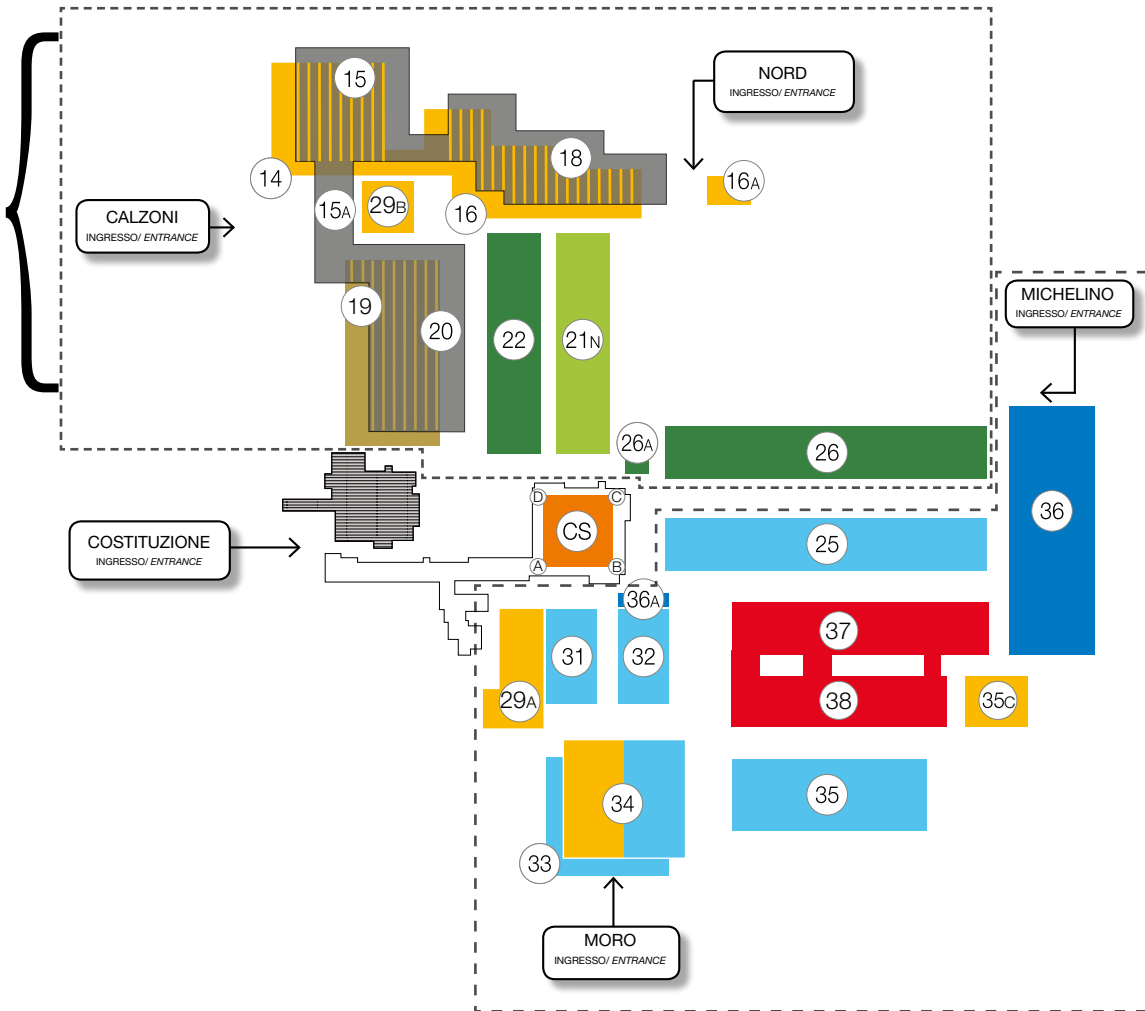 NORD
INGRESSO/ ENTRANCE
15
18
14
16A
15A
29B
16
CALZONI
INGRESSO/ ENTRANCE
MICHELINO
INGRESSO/ ENTRANCE
19
20
22
21N
26A
26
36
D
C
CS
COSTITUZIONE
INGRESSO/ ENTRANCE
25
A
B
36A
37
31
32
29A
38
35C
34
35
33
MORO
INGRESSO/ ENTRANCE